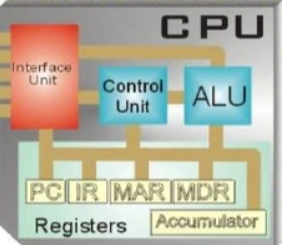 CPU
Interface
Unit
Control
Unit
ALU
PC IR MAR MDR
Registers
Accumulator